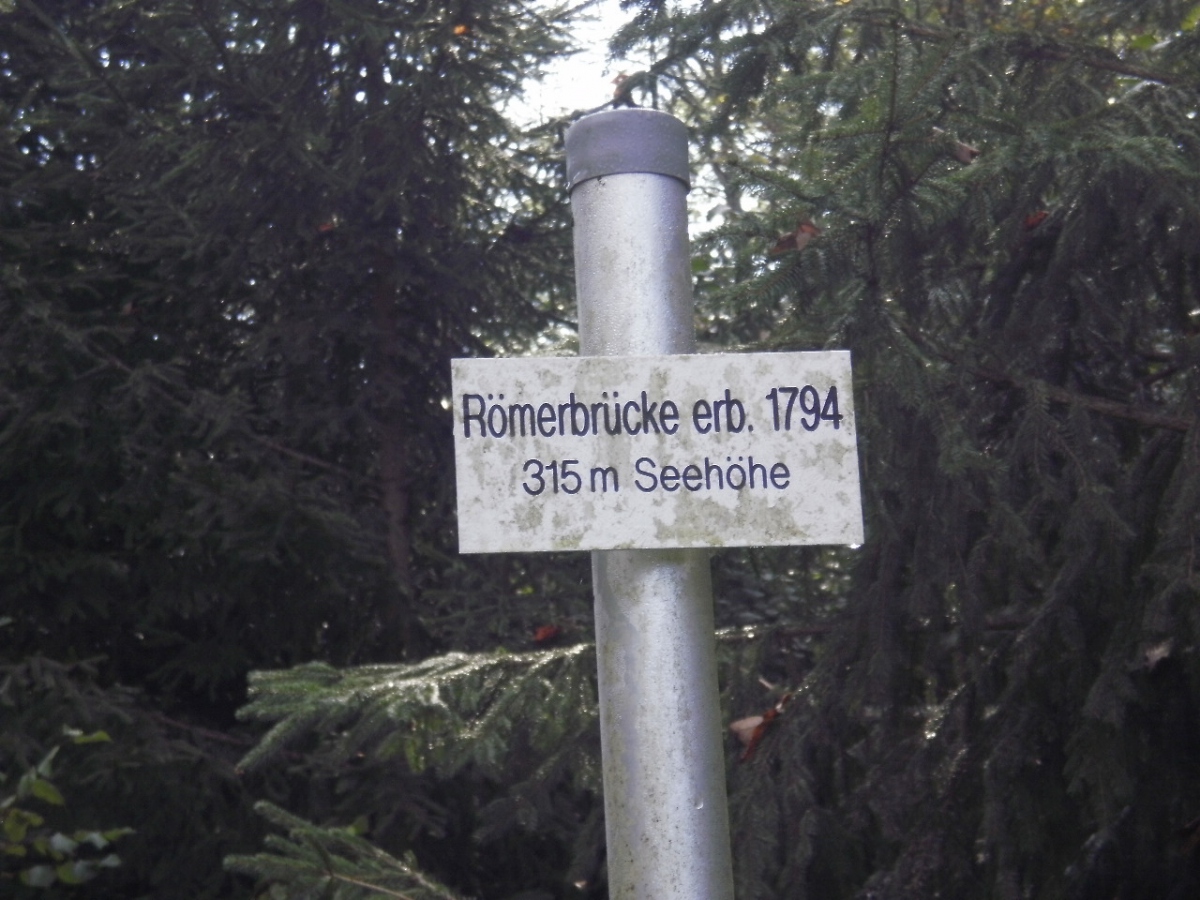 Römerbrücke erb. 1794
315 m Seehöhe